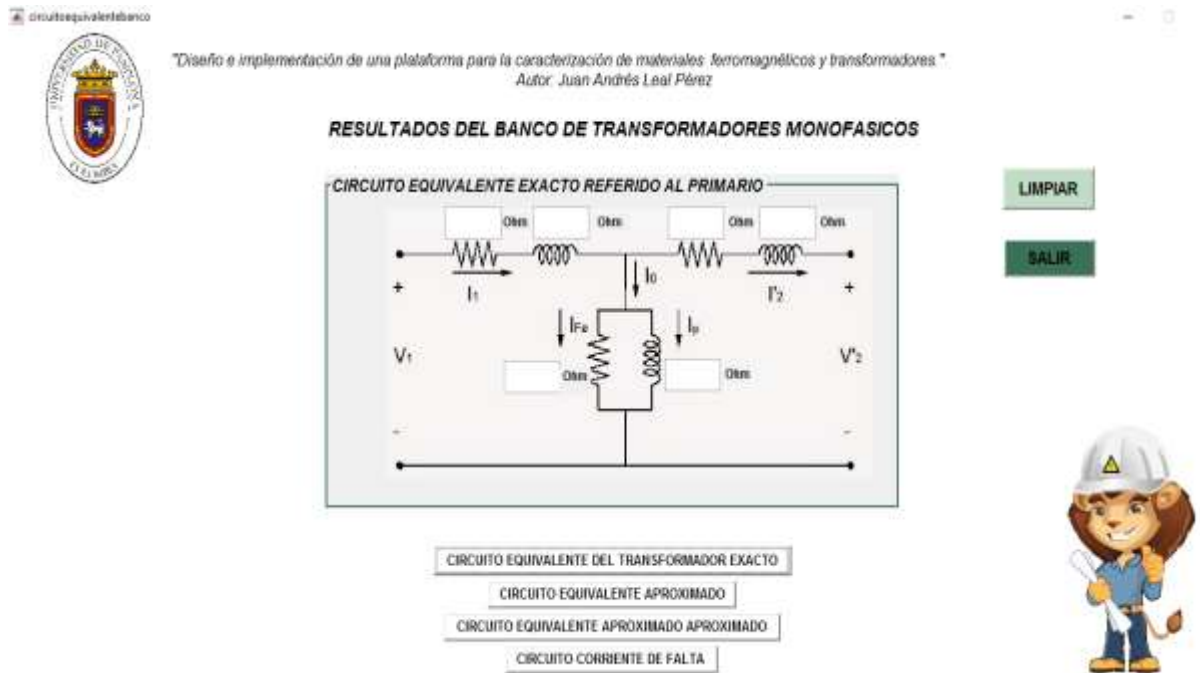 circuitoequivalentebanco
"Diseño e implementación de una plataforma para la caracterización de materiales ferromagnéticos y transformadores."
Autor: Juan Andrés Leal Pérez
RESULTADOS DEL BANCO DE TRANSFORMADORES MONOFASICOS
CIRCUITO EQUIVALENTE EXACTO REFERIDO AL PRIMARIO
LIMPIAR
Ohm Ohm Ohm Ohm
SALIR
I0
+ I1 I'2 +
IFe Iµ
V1 V'2
Ohm Ohm
- -
CIRCUITO EQUIVALENTE DEL TRANSFORMADOR EXACTO
CIRCUITO EQUIVALENTE APROXIMADO
CIRCUITO EQUIVALENTE APROXIMADO APROXIMADO
CIRCUITO CORRIENTE DE FALTA